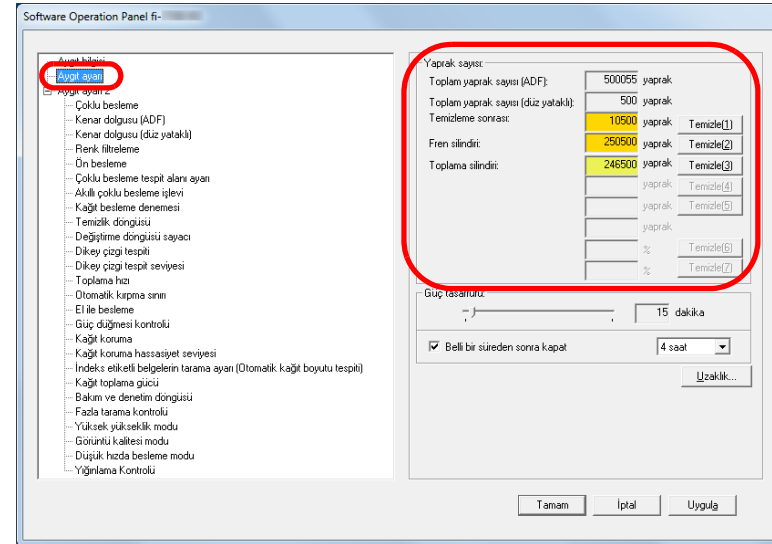 Software Operation Panel fi-
Aygıt bilgisi
Aygıt ayarı
Aygıt ayarı 2
Çoklu besleme
Kenar dolgusu (ADF)
Kenar dolgusu (düz yataklı)
Renk filtreleme
Ön besleme
Çoklu besleme tespit alanı ayarı
Akıllı çoklu besleme işlevi
Kağıt besleme denemesi
Temizlik döngüsü
Değiştirme döngüsü sayacı
Dikey çizgi tespiti
Dikey çizgi tespit seviyesi
Toplama hızı
Otomatik kırpma sınırı
El ile besleme
Güç düğmesi kontrolü
Kağıt koruma
Kağıt koruma hassasiyet seviyesi
İndeks etiketli belgelerin tarama ayarı (Otomatik kağıt boyutu tespiti)
Kağıt toplama gücü
Bakım ve denetim döngüsü
Fazla tarama kontrolü
Yüksek yükseklik modu
Görüntü kalitesi modu
Düşük hızda besleme modu
Yığınlama Kontrolü
Yaprak sayısı:
Toplam yaprak sayısı (ADF): 500055 yaprak
Toplam yaprak sayısı (düz yataklı): 500 yaprak
Temizleme sonrası: 10500 yaprak Temizle(1)
Fren silindiri: 250500 yaprak Temizle(2)
Toplama silindiri: 246500 yaprak Temizle(3)
yaprak Temizle(4)
yaprak Temizle(5)
yaprak
% Temizle(6)
% Temizle(7)
Güç tasarrufu:
15 dakika
Belli bir süreden sonra kapat 4 saat
Uzaklık...
Tamam İptal Uygula